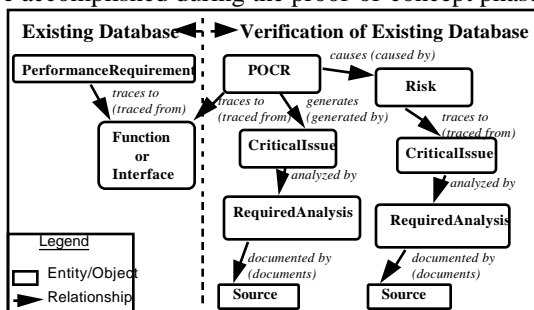 e accomplished during the proof-of-concept phas
Existing Database
Verification of Existing Database
PerformanceRequirement
POCR
causes (caused by)
Risk
traces to
(traced from)
traces to
(traced from)
generates
(generated by)
traces to
(traced from)
Function
or
Interface
CriticalIssue
CriticalIssue
analyzed by
analyzed by
RequiredAnalysis
RequiredAnalysis
documented by
(documents)
documented by
(documents)
Source
Source
Legend
Entity/Object
Relationship